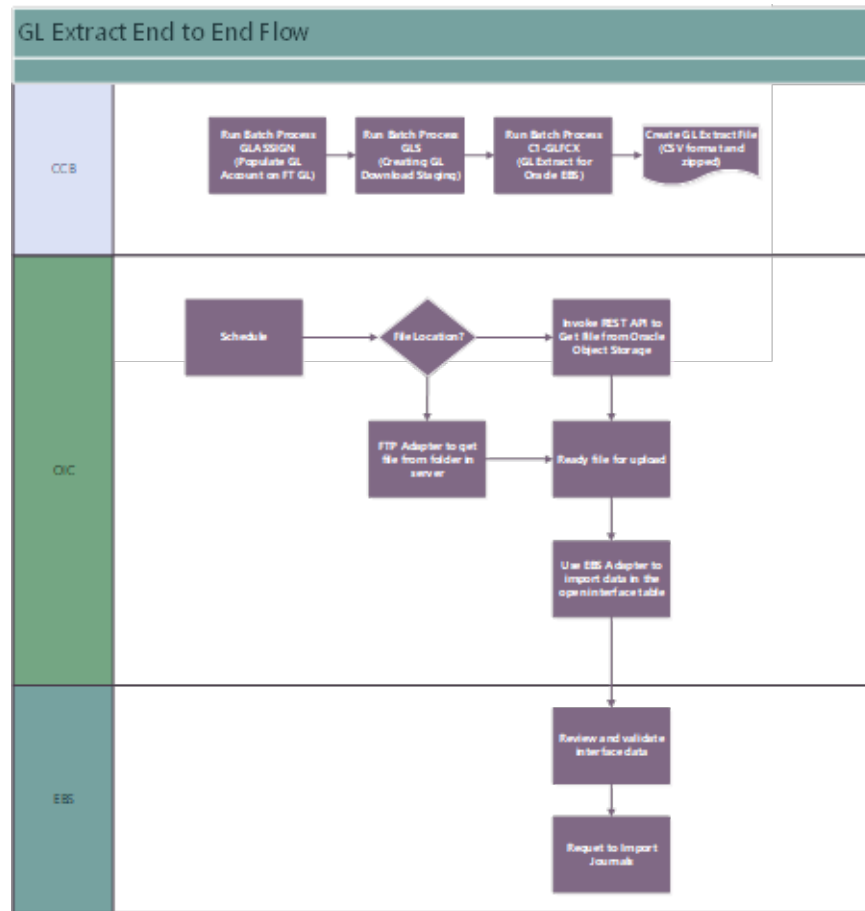 GL Extract End to End Flow
CCB
Run Batch Process
GLASSIGN
(Populate GL
Account on FT GL)
Run Batch Process
GLS
(Creating GL
Download Staging)
Run Batch Process
C1-GLFCX
(GL Extract for
Oracle EBS)
Create GL Extract File
(CSV format and
zipped)
OIC
Schedule
File Location?
Invoke REST API to
Get file from Oracle
Object Storage
FTP Adapter to get
file from folder in
server
Ready file for upload
Use EBS Adapter to
import data in the
open interface table
EBS
Review and validate
interface data
Requet to Import
Journals